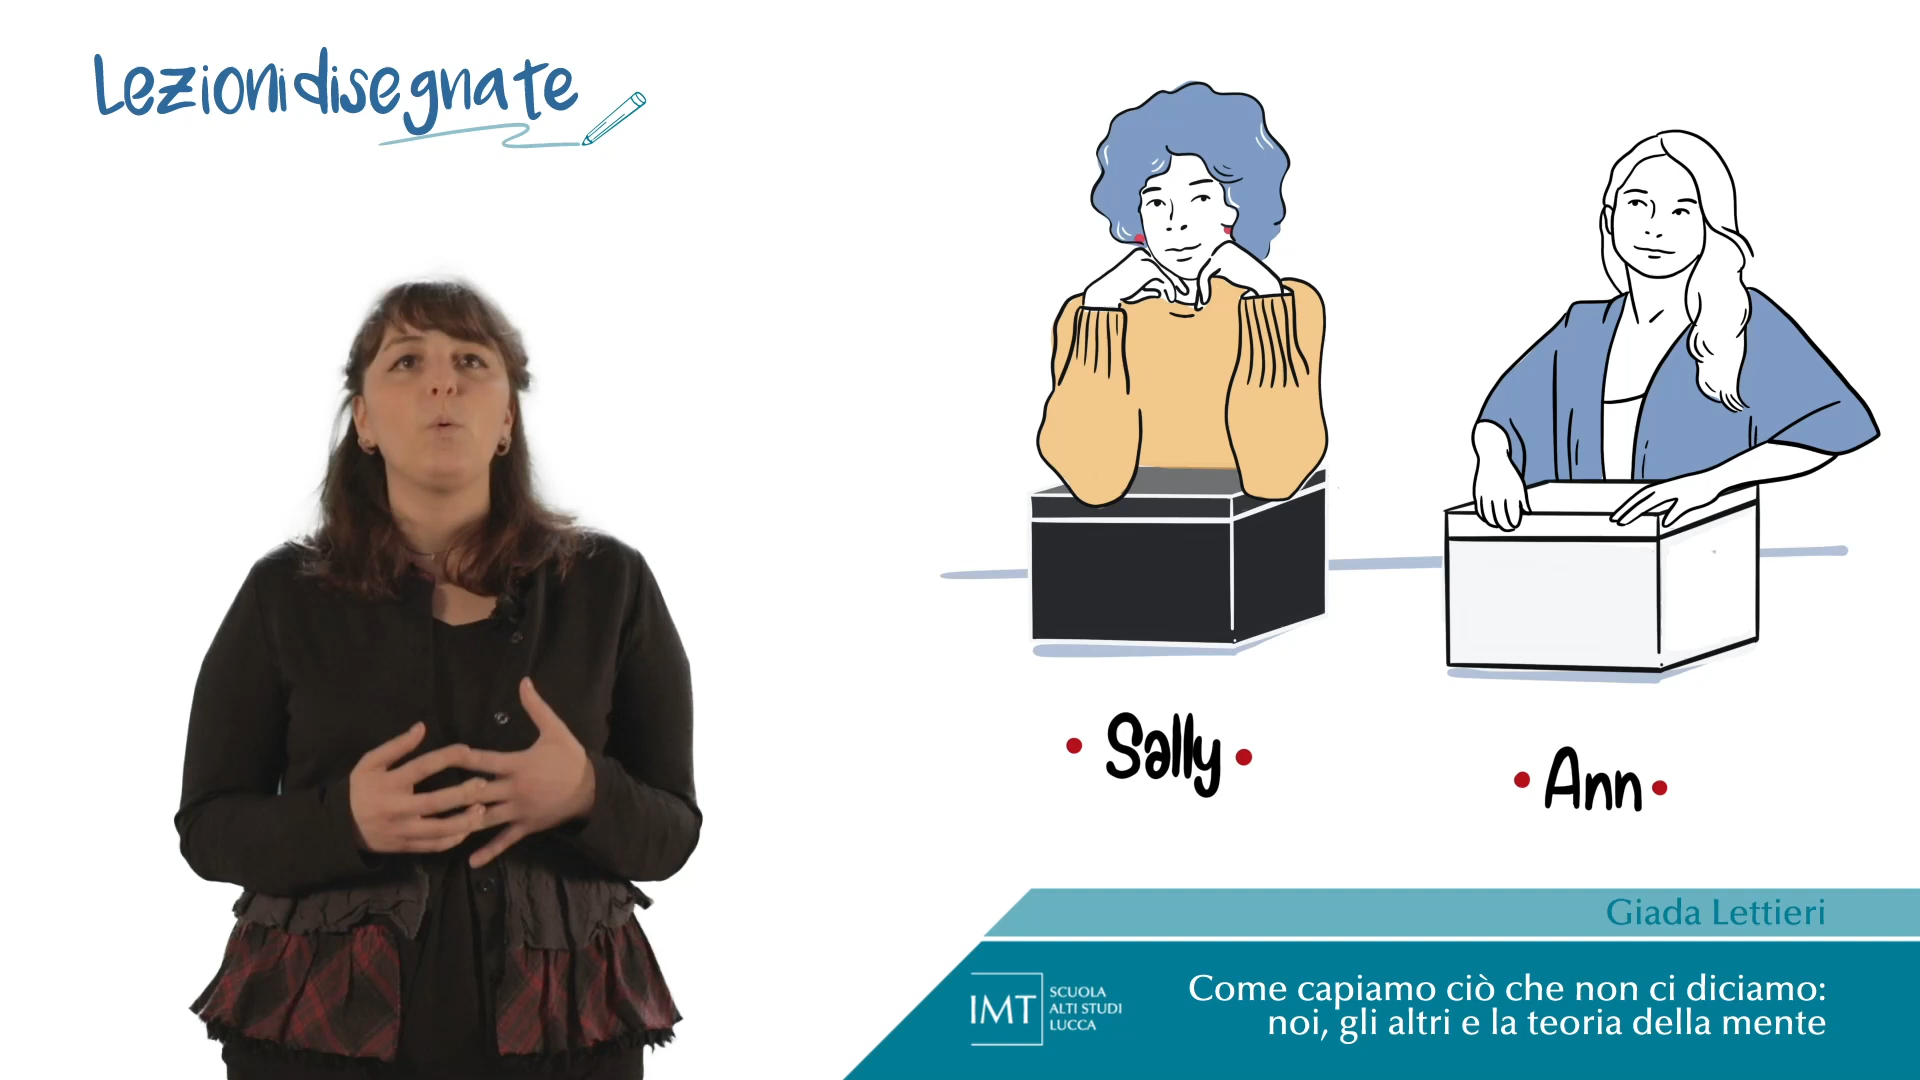 Lezionidisegnate
• Sally •
• Ann •
Giada Lettieri
IMT
SCUOLA
ALTI STUDI
LUCCA
Come capiamo ciò che non ci diciamo:
noi, gli altri e la teoria della mente